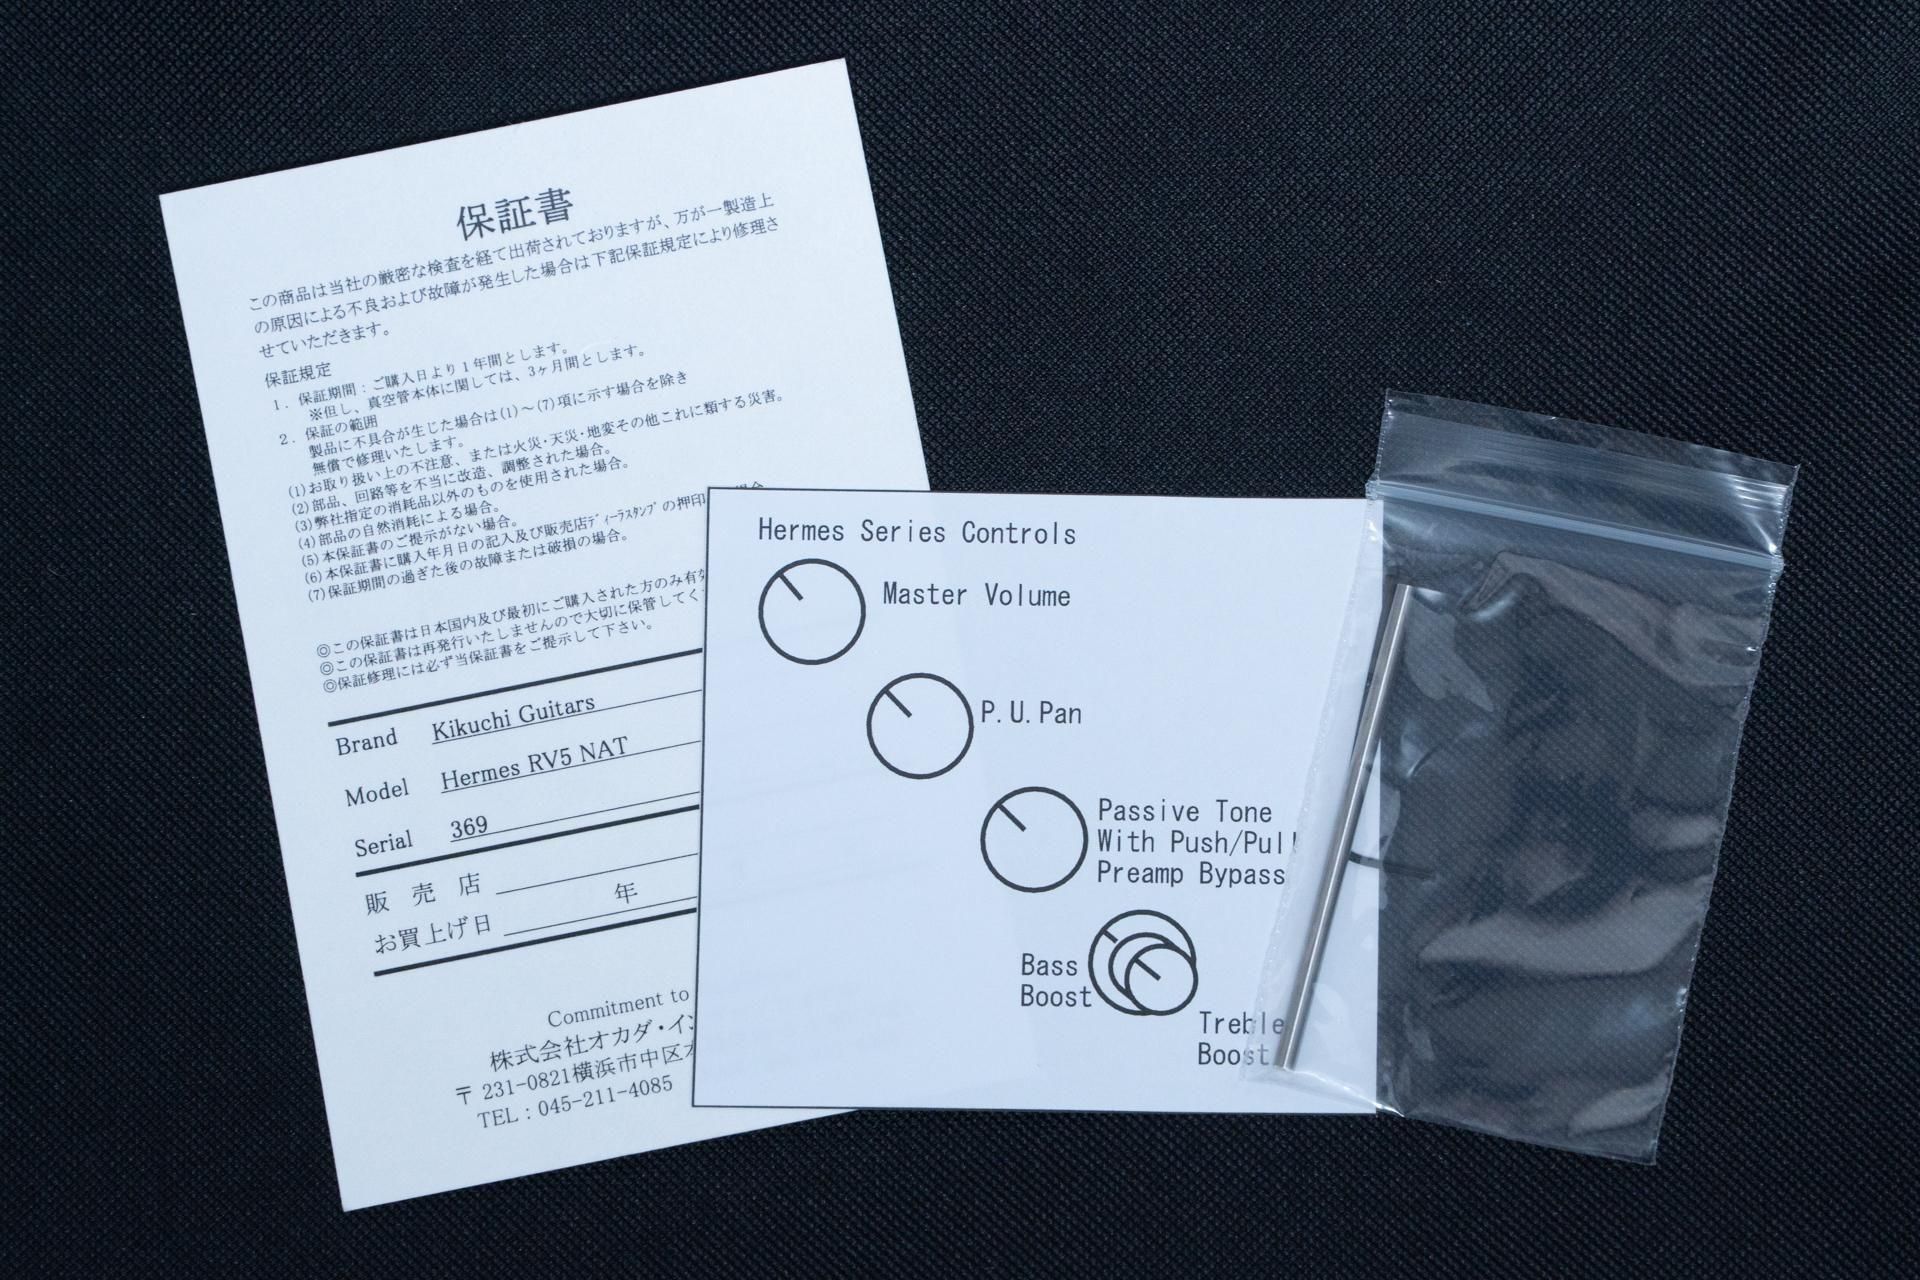 保証書
この商品は当社の厳密な検査を経て出荷されておりますが、万が一製造上
の原因による不良および故障が発生した場合は下記保証規定により修理さ
せていただきます。
保証規定
1. 保証期間：ご購入日より1年間とします。
※但し、真空管本体に関しては、3ヶ月間とします。
2. 保証の範囲
製品に不具合が生じた場合は(1)～(7)項に示す場合を除き
無償で修理いたします。
(1)お取り扱い上の不注意、または火災・天災・地変その他これに類する災害。
(2)部品、回路等を不当に改造、調整された場合。
(3)弊社指定の消耗品以外のものを使用された場合。
(4)部品の自然消耗による場合。
(5)本保証書のご提示がない場合。
(6)本保証書に購入年月日の記入及び販売店ディーラスタンプの押印
(7)保証期間の過ぎた後の故障または破損の場合。
◎この保証書は日本国内及び最初にご購入された方のみ有効
◎この保証書は再発行いたしませんので大切に保管してく
◎保証修理には必ず当保証書をご提示して下さい。
Brand Kikuchi Guitars
Model Hermes RV5 NAT
Serial 369
販売店
お買上げ日 年
Commitment to
株式会社オカダ・イン
〒231-0821横浜市中区
TEL：045-211-4085
Hermes Series Controls
Master Volume
P.U.Pan
Passive Tone
With Push/Pull
Preamp Bypass
Bass
Boost
Treble
Boost